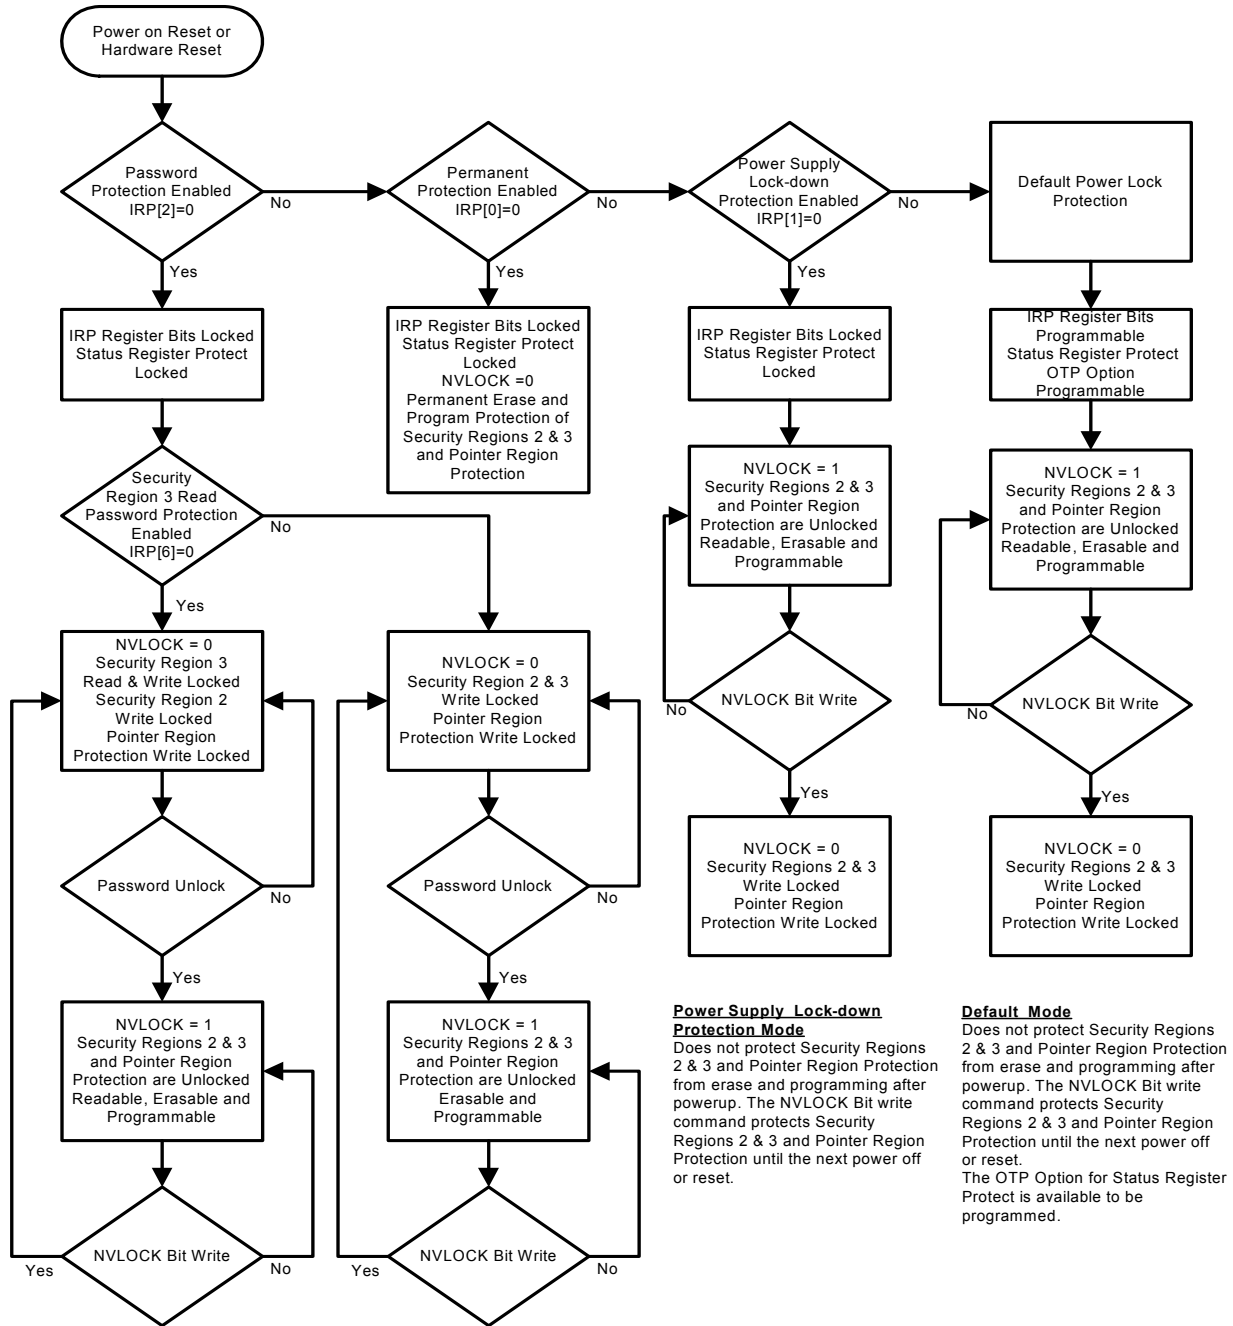 Power on Reset or
Hardware Reset
Password
Protection Enabled
IRP[2]=0
No
Yes
Permanent
Protection Enabled
IRP[0]=0
No
Yes
Power Supply
Lock-down
Protection Enabled
IRP[1]=0
No
Yes
Default Power Lock
Protection
IRP Register Bits Locked
Status Register Protect
Locked
IRP Register Bits Locked
Status Register Protect
Locked
NVLOCK =0
Permanent Erase and
Program Protection of
Security Regions 2 & 3
and Pointer Region
Protection
IRP Register Bits Locked
Status Register Protect
Locked
IRP Register Bits
Programmable
Status Register Protect
OTP Option
Programmable
Security
Region 3 Read
Password Protection
Enabled
IRP[6]=0
No
Yes
NVLOCK = 1
Security Regions 2 & 3
and Pointer Region
Protection are Unlocked
Readable, Erasable and
Programmable
NVLOCK = 1
Security Regions 2 & 3
and Pointer Region
Protection are Unlocked
Readable, Erasable and
Programmable
NVLOCK = 0
Security Region 3
Read & Write Locked
Security Region 2
Write Locked
Pointer Region
Protection Write Locked
NVLOCK = 0
Security Region 2 & 3
Write Locked
Pointer Region
Protection Write Locked
NVLOCK Bit Write
No
Yes
NVLOCK Bit Write
No
Yes
Password Unlock
No
Yes
Password Unlock
No
Yes
NVLOCK = 0
Security Regions 2 & 3
Write Locked
Pointer Region
Protection Write Locked
NVLOCK = 0
Security Regions 2 & 3
Write Locked
Pointer Region
Protection Write Locked
NVLOCK = 1
Security Regions 2 & 3
and Pointer Region
Protection are Unlocked
Readable, Erasable and
Programmable
NVLOCK = 1
Security Regions 2 & 3
and Pointer Region
Protection are Unlocked
Erasable and
Programmable
Power Supply Lock-down
Protection Mode
Does not protect Security Regions
2 & 3 and Pointer Region Protection
from erase and programming after
powerup. The NVLOCK Bit write
command protects Security
Regions 2 & 3 and Pointer Region
Protection until the next power off
or reset.
Default Mode
Does not protect Security Regions
2 & 3 and Pointer Region Protection
from erase and programming after
powerup. The NVLOCK Bit write
command protects Security
Regions 2 & 3 and Pointer Region
Protection until the next power off
or reset.
The OTP Option for Status Register
Protect is available to be
programmed.
NVLOCK Bit Write
Yes
No
NVLOCK Bit Write
Yes
No